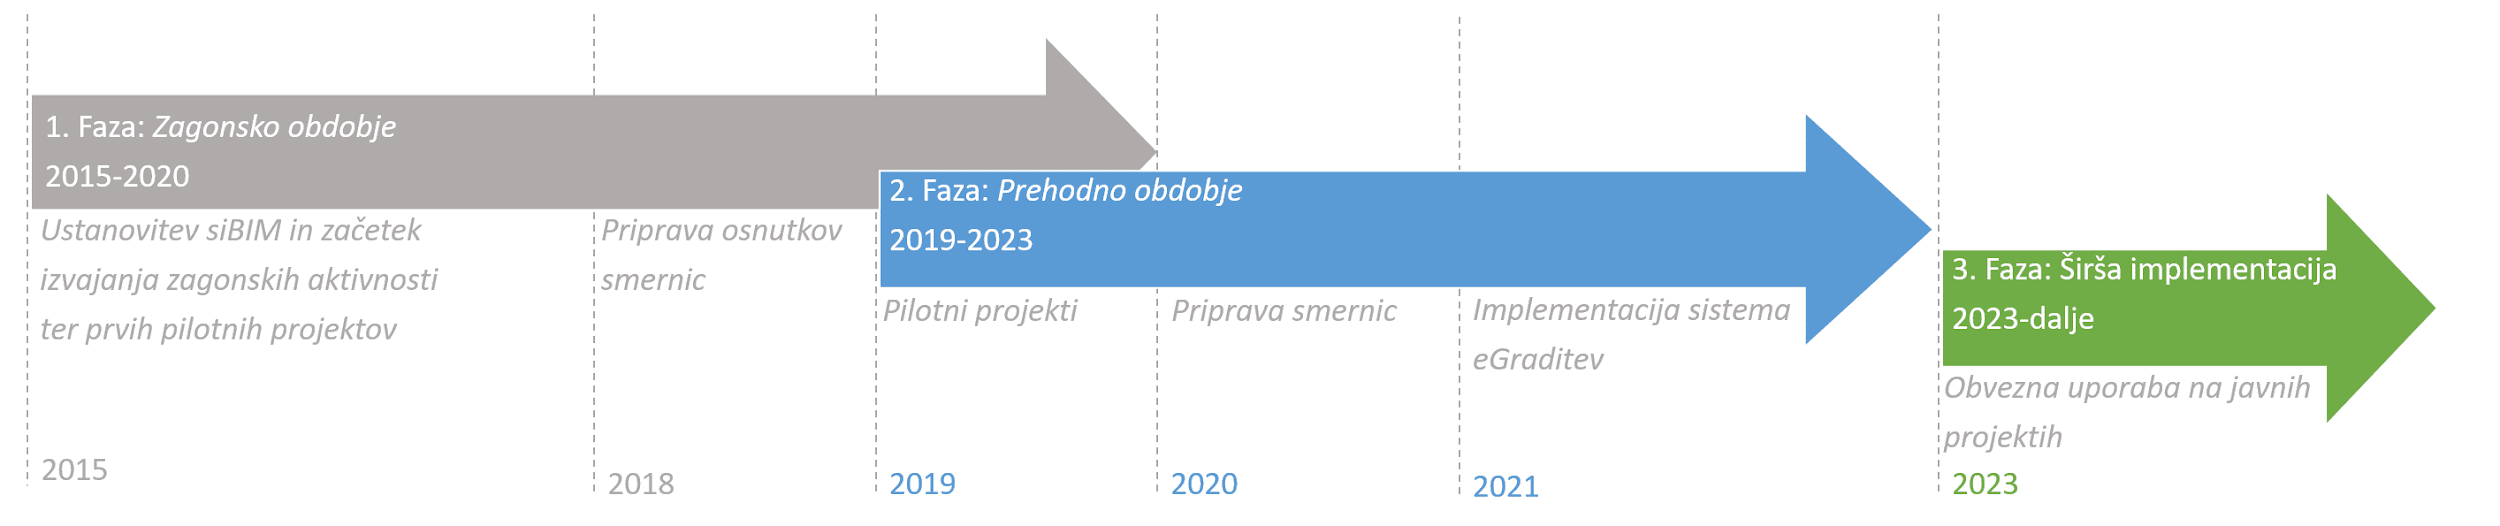 1. Faza: Zagonsko obdobje
2015-2020
Ustanovitev siBIM in začetek
izvajanja zagonskih aktivnosti
ter prvih pilotnih projektov
2015
Priprava osnutkov
smernic
2018
2. Faza: Prehodno obdobje
2019-2023
Pilotni projekti
2019
Priprava smernic
2020
Implementacija sistema
eGraditev
2021
3. Faza: Širša implementacija
2023-dalje
Obvezna uporaba na javnih
projektih
2023